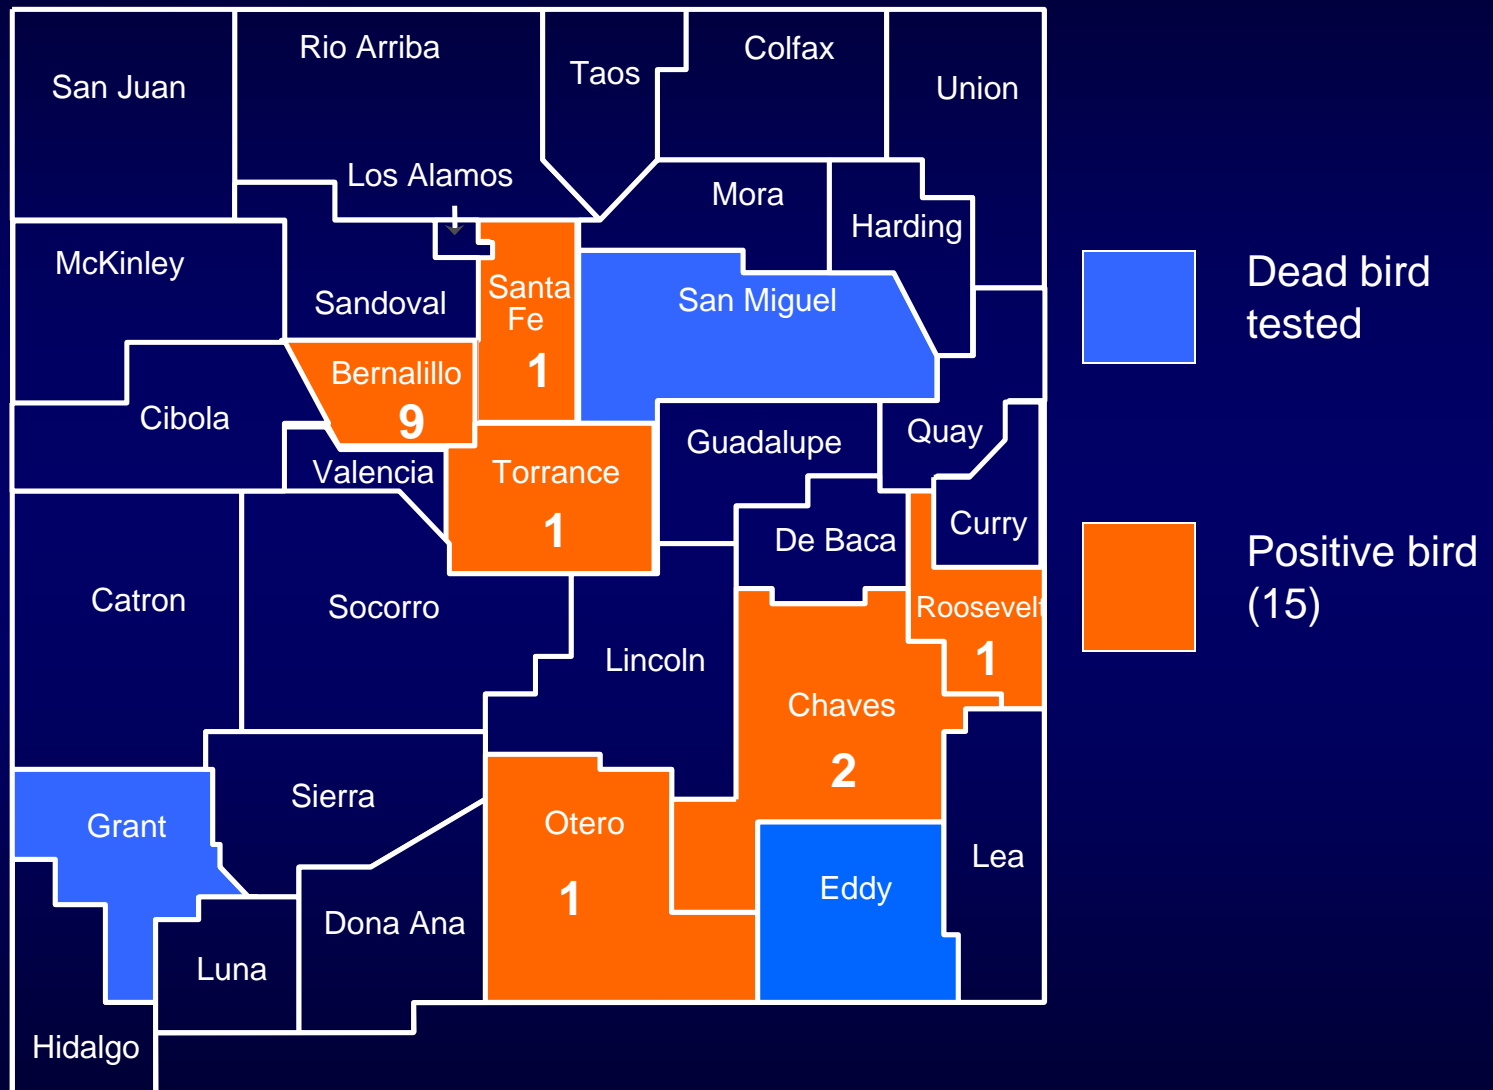 Rio Arriba
Colfax
Taos
San Juan
Union
Los Alamos
Mora
Harding
McKinley
Santa
Fe
1
Sandoval
San Miguel
Dead bird
tested
Bernalillo
9
Cibola
Guadalupe
Quay
Valencia
Torrance
1
De Baca
Curry
Positive bird
(15)
Catron
Socorro
Roosevelt
1
Lincoln
Chaves
2
Sierra
Grant
Otero
1
Lea
Eddy
Dona Ana
Luna
Hidalgo